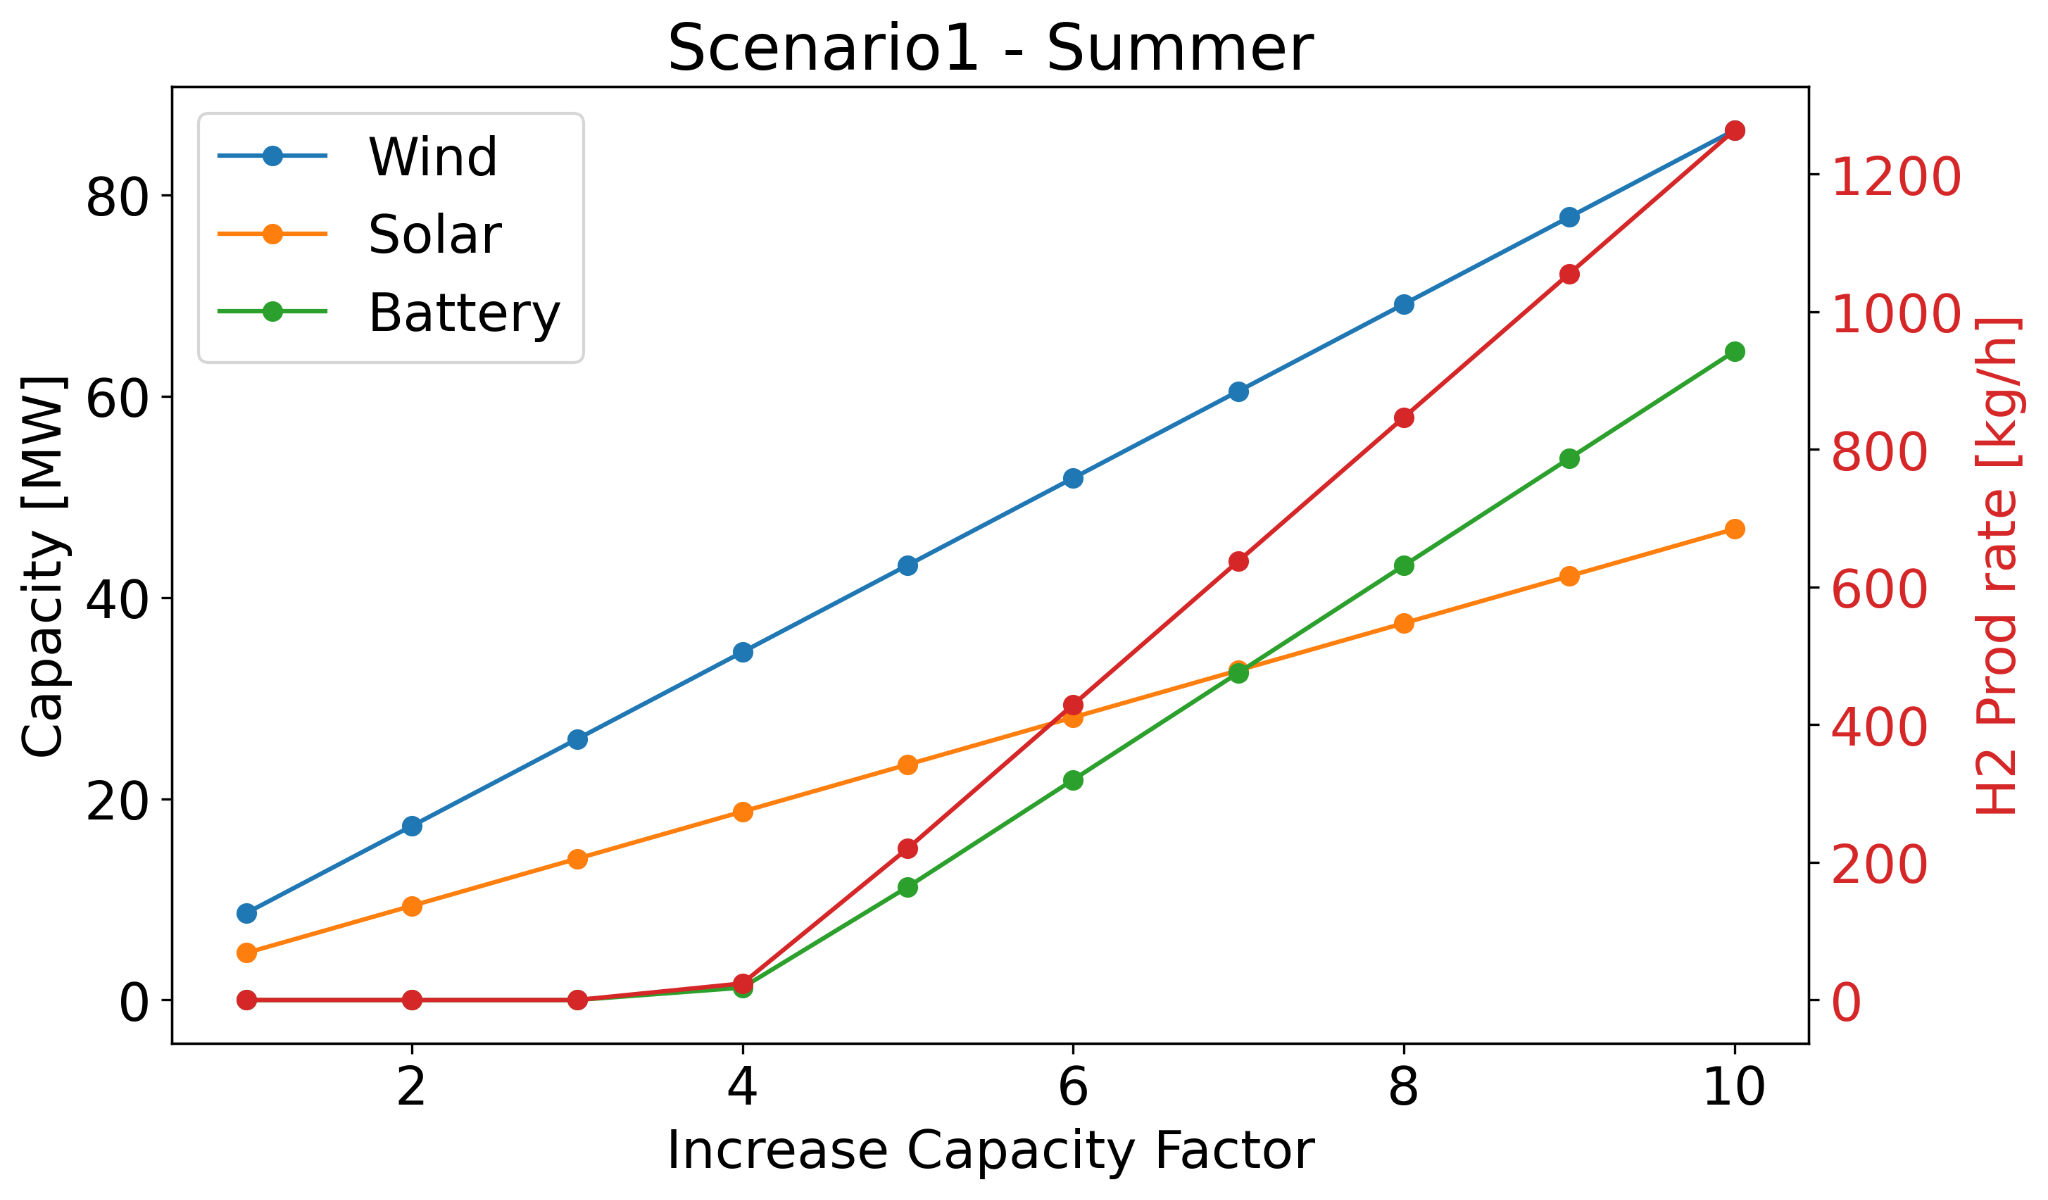 Scenario1 - Summer
Wind
Solar
Battery
80
60
40
20
0
Capacity [MW]
1200
1000
800
600
400
200
0
H2 Prod rate [kg/h]
2 4 6 8 10
Increase Capacity Factor